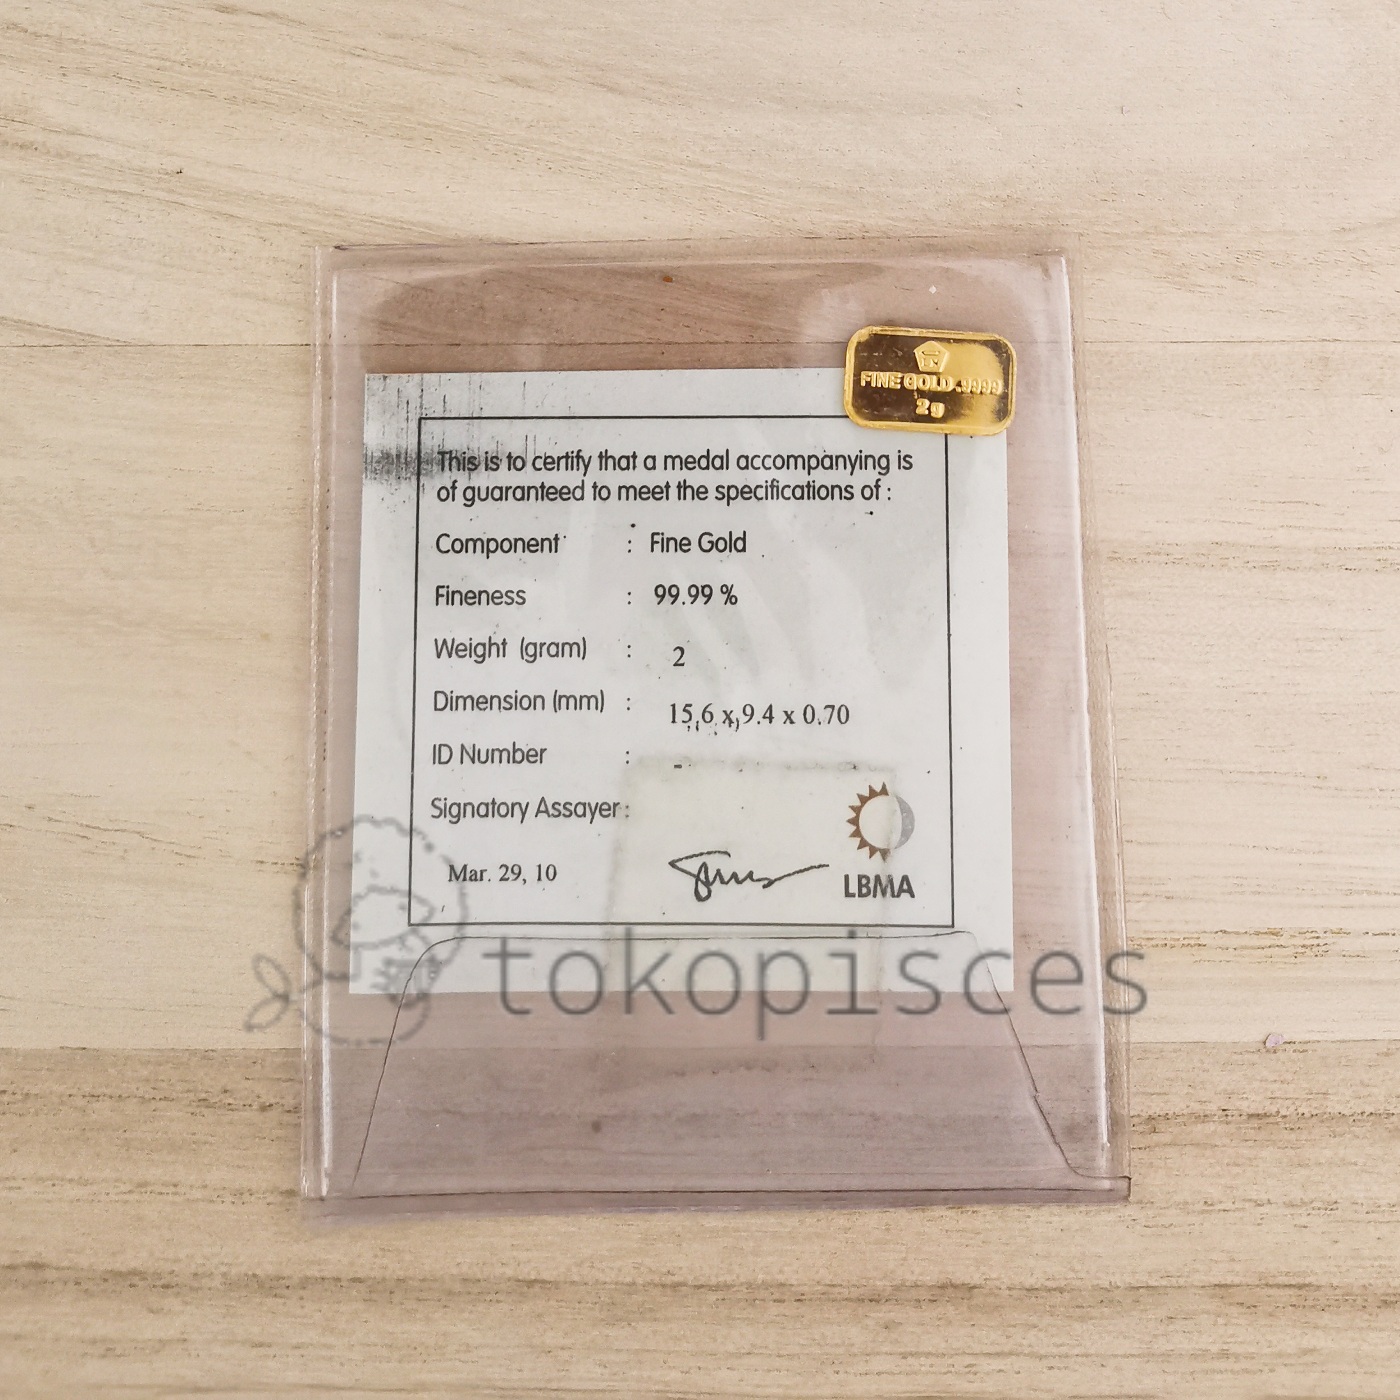 FINE GOLD 999.9
2g
This is to certify that a medal accompanying is
of guaranteed to meet the specifications of :
Component : Fine Gold
Fineness : 99.99 %
Weight (gram) : 2
Dimension (mm) : 15,6 x 9.4 x 0.70
ID Number : -
Signatory Assayer :
Mar. 29, 10
LBMA
tokopisces